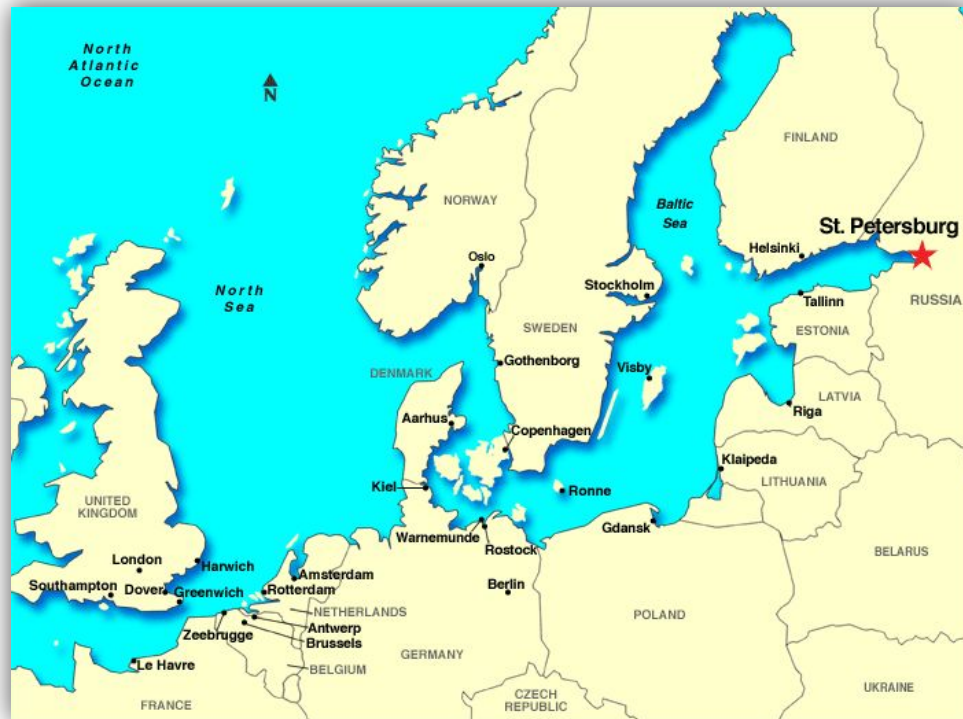 North
Atlantic
Ocean
N
FINLAND
NORWAY
Baltic
Sea
St. Petersburg
Helsinki
Oslo
North
Sea
Stockholm
Tallinn
RUSSIA
SWEDEN
ESTONIA
Gothenborg
DENMARK
Visby
LATVIA
Aarhus
Riga
Copenhagen
Klaipeda
LITHUANIA
Kiel
Ronne
UNITED
KINGDOM
Gdansk
Warnemunde
Rostock
BELARUS
London
Harwich
Amsterdam
Berlin
Southampton
Dover
Greenwich
Rotterdam
NETHERLANDS
POLAND
Zeebrugge
Antwerp
Brussels
GERMANY
Le Havre
BELGIUM
CZECH
REPUBLIC
UKRAINE
FRANCE